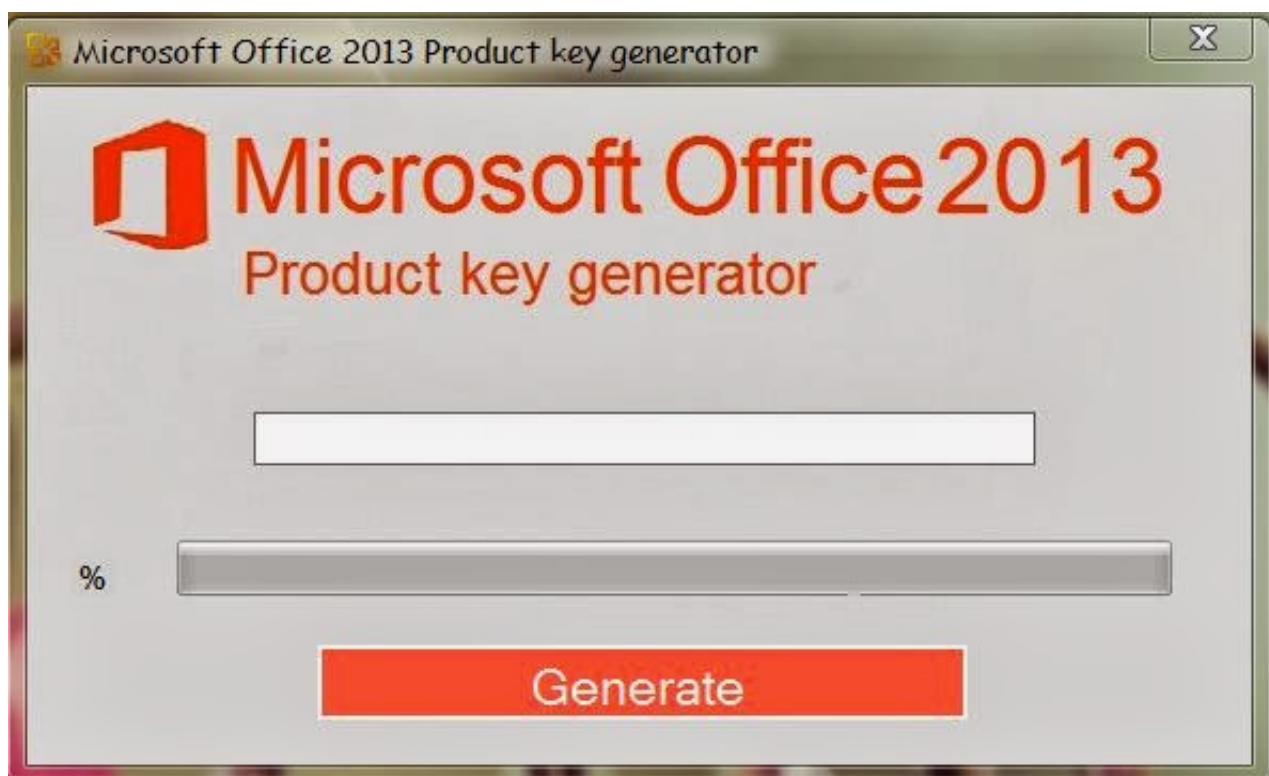 Microsoft Office 2013 Product key generator
Microsoft Office 2013
Product key generator
%
Generate